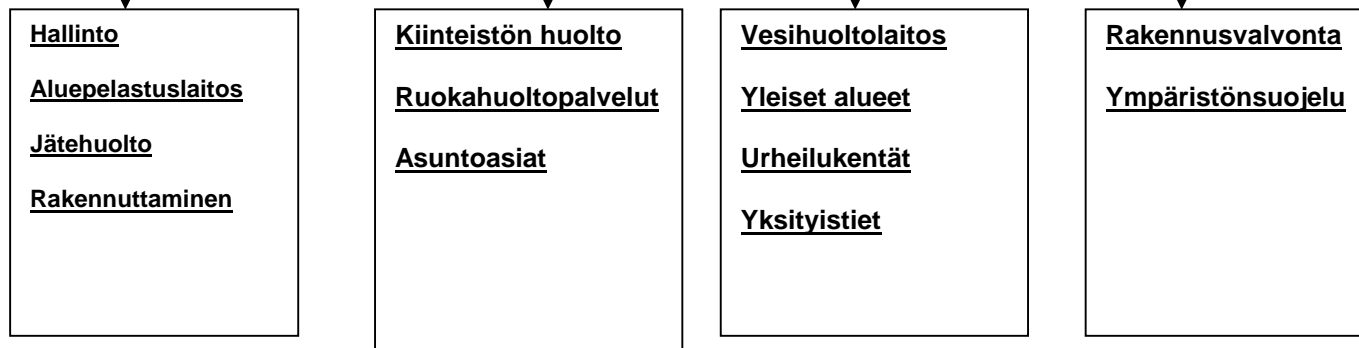 Hallinto
Aluepelastuslaitos
Jätehuolto
Rakennuttaminen
Kiinteistön huolto
Ruokahuoltopalvelut
Asuntoasiat
Vesihuoltolaitos
Yleiset alueet
Urheilukentät
Yksityistiet
Rakennusvalvonta
Ympäristönsuojelu